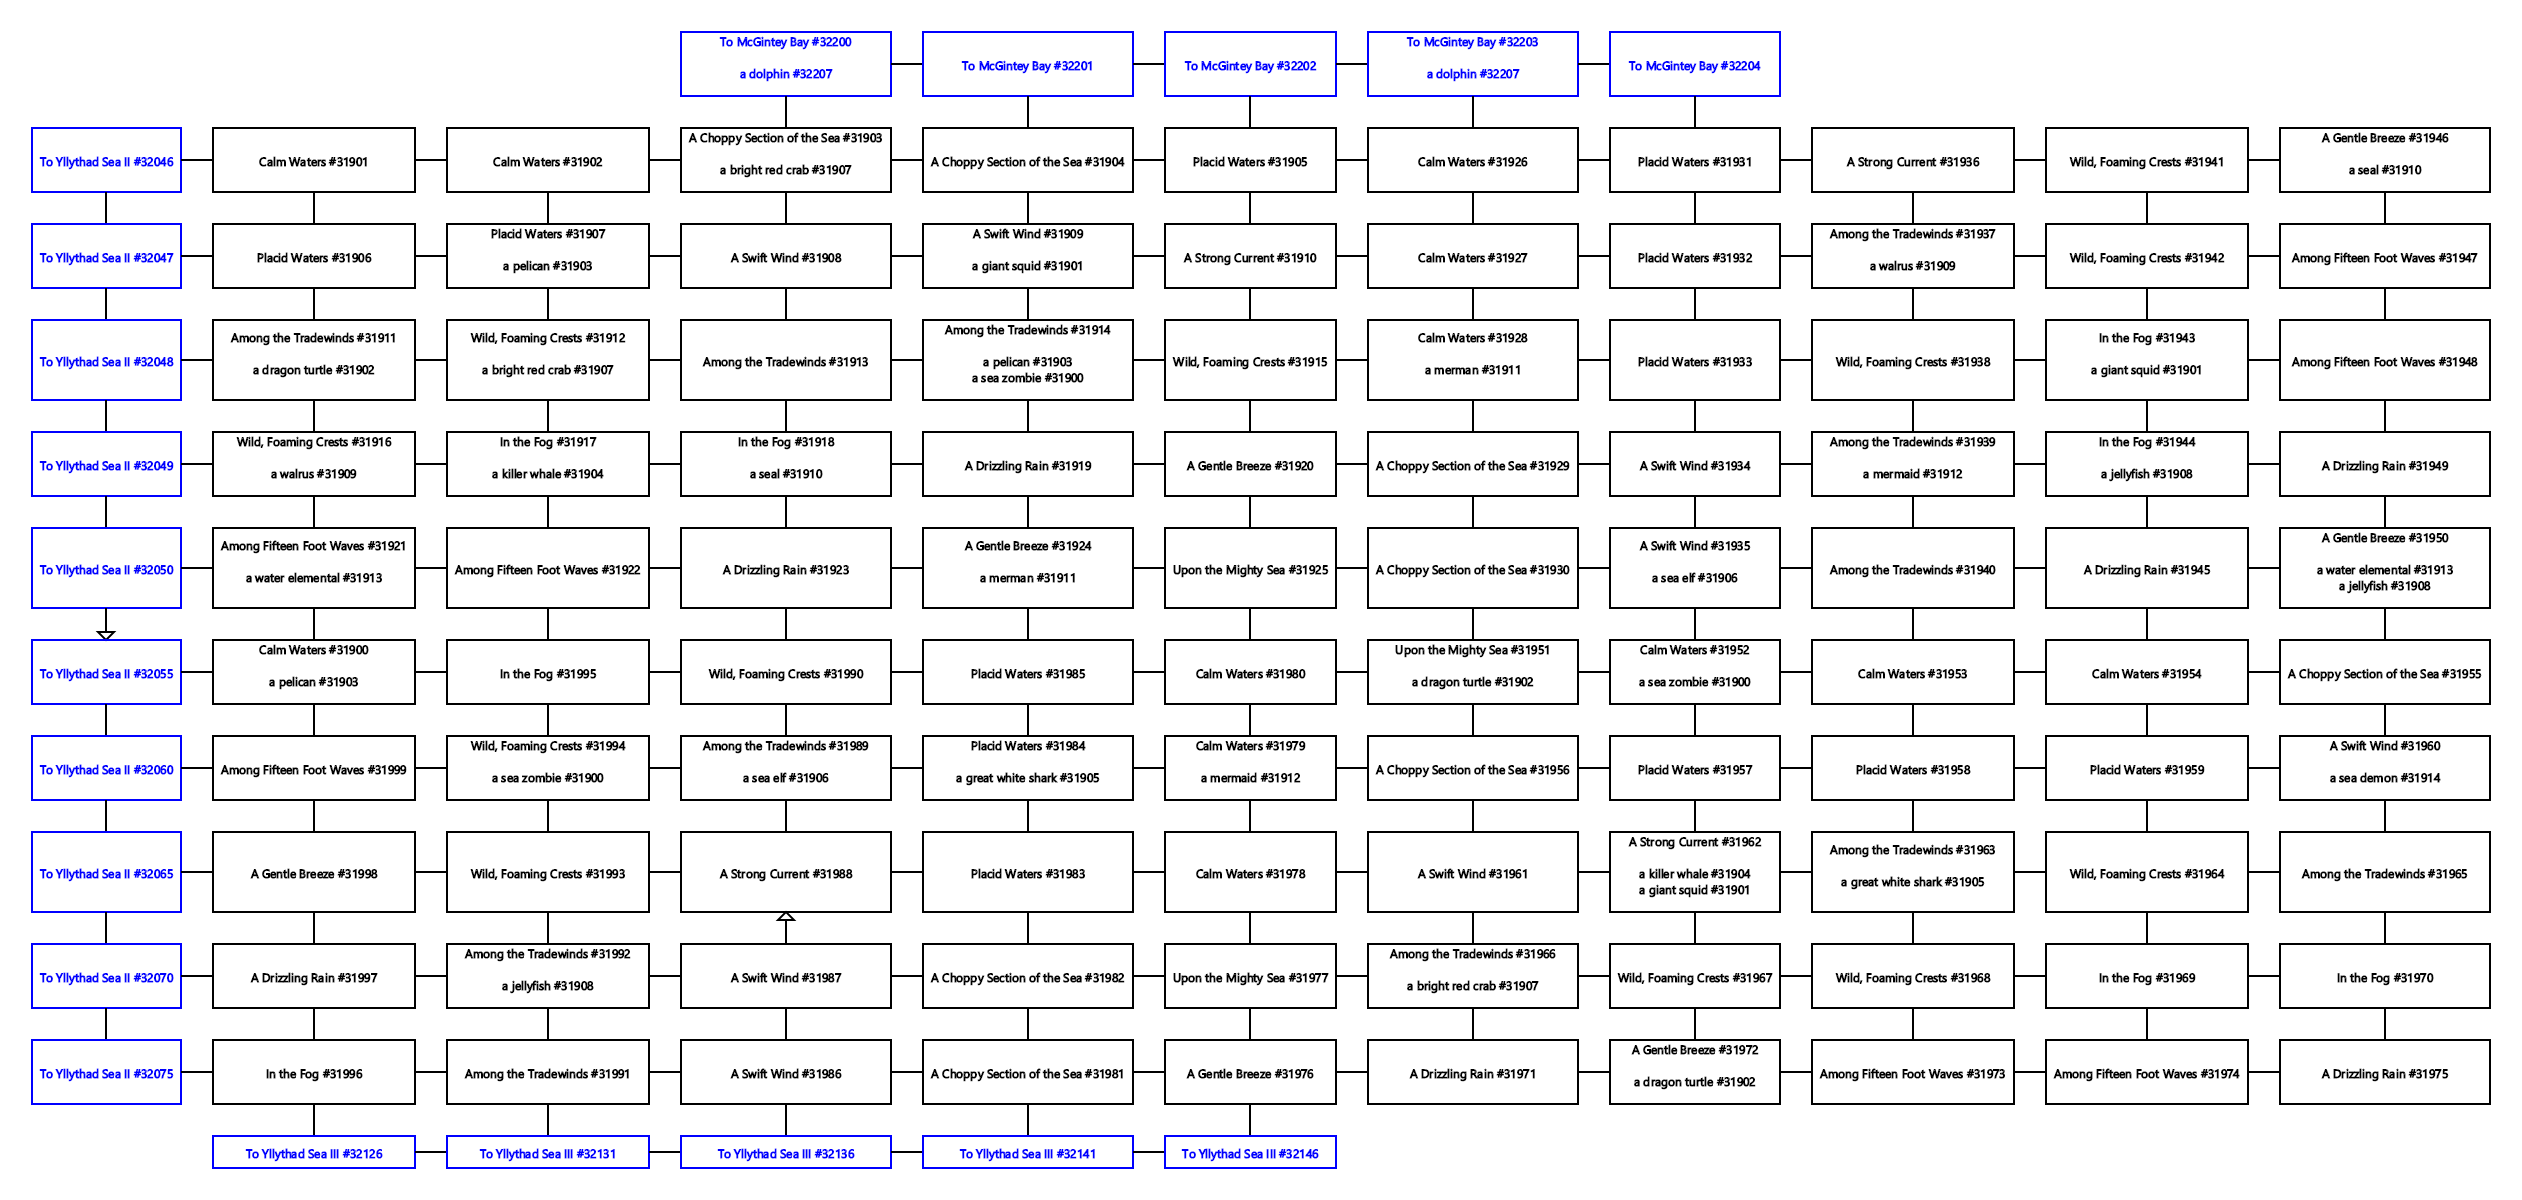 To McGintey Bay #32200
a dolphin #32207
To McGintey Bay #32201
To McGintey Bay #32202
To McGintey Bay #32203
a dolphin #32207
To McGintey Bay #32204
To Yllythad Sea II #32046
Calm Waters #31901
Calm Waters #31902
A Choppy Section of the Sea #31903
a bright red crab #31907
A Choppy Section of the Sea #31904
Placid Waters #31905
Calm Waters #31926
Placid Waters #31931
A Strong Current #31936
Wild, Foaming Crests #31941
A Gentle Breeze #31946
a seal #31910
To Yllythad Sea II #32047
Placid Waters #31906
Placid Waters #31907
a pelican #31903
A Swift Wind #31908
A Swift Wind #31909
a giant squid #31901
A Strong Current #31910
Calm Waters #31927
Placid Waters #31932
Among the Tradewinds #31937
a walrus #31909
Wild, Foaming Crests #31942
Among Fifteen Foot Waves #31947
To Yllythad Sea II #32048
Among the Tradewinds #31911
a dragon turtle #31902
Wild, Foaming Crests #31912
a bright red crab #31907
Among the Tradewinds #31913
Among the Tradewinds #31914
a pelican #31903
a sea zombie #31900
Wild, Foaming Crests #31915
Calm Waters #31928
a merman #31911
Placid Waters #31933
Wild, Foaming Crests #31938
In the Fog #31943
a giant squid #31901
Among Fifteen Foot Waves #31948
To Yllythad Sea II #32049
Wild, Foaming Crests #31916
a walrus #31909
In the Fog #31917
a killer whale #31904
In the Fog #31918
a seal #31910
A Drizzling Rain #31919
A Gentle Breeze #31920
A Choppy Section of the Sea #31929
A Swift Wind #31934
Among the Tradewinds #31939
a mermaid #31912
In the Fog #31944
a jellyfish #31908
A Drizzling Rain #31949
To Yllythad Sea II #32050
Among Fifteen Foot Waves #31921
a water elemental #31913
Among Fifteen Foot Waves #31922
A Drizzling Rain #31923
A Gentle Breeze #31924
a merman #31911
Upon the Mighty Sea #31925
A Choppy Section of the Sea #31930
A Swift Wind #31935
a sea elf #31906
Among the Tradewinds #31940
A Drizzling Rain #31945
A Gentle Breeze #31950
a water elemental #31913
a jellyfish #31908
To Yllythad Sea II #32055
Calm Waters #31900
a pelican #31903
In the Fog #31995
Wild, Foaming Crests #31990
Placid Waters #31985
Calm Waters #31980
Upon the Mighty Sea #31951
a dragon turtle #31902
Calm Waters #31952
a sea zombie #31900
Calm Waters #31953
Calm Waters #31954
A Choppy Section of the Sea #31955
To Yllythad Sea II #32060
Among Fifteen Foot Waves #31999
Wild, Foaming Crests #31994
a sea zombie #31900
Among the Tradewinds #31989
a sea elf #31906
Placid Waters #31984
a great white shark #31905
Calm Waters #31979
a mermaid #31912
A Choppy Section of the Sea #31956
Placid Waters #31957
Placid Waters #31958
Placid Waters #31959
A Swift Wind #31960
a sea demon #31914
To Yllythad Sea II #32065
A Gentle Breeze #31998
Wild, Foaming Crests #31993
A Strong Current #31988
Placid Waters #31983
Calm Waters #31978
A Swift Wind #31961
A Strong Current #31962
a killer whale #31904
a giant squid #31901
Among the Tradewinds #31963
a great white shark #31905
Wild, Foaming Crests #31964
Among the Tradewinds #31965
To Yllythad Sea II #32070
A Drizzling Rain #31997
Among the Tradewinds #31992
a jellyfish #31908
A Swift Wind #31987
A Choppy Section of the Sea #31982
Upon the Mighty Sea #31977
Among the Tradewinds #31966
a bright red crab #31907
Wild, Foaming Crests #31967
Wild, Foaming Crests #31968
In the Fog #31969
In the Fog #31970
To Yllythad Sea II #32075
In the Fog #31996
Among the Tradewinds #31991
A Swift Wind #31986
A Choppy Section of the Sea #31981
A Gentle Breeze #31976
A Drizzling Rain #31971
A Gentle Breeze #31972
a dragon turtle #31902
Among Fifteen Foot Waves #31973
Among Fifteen Foot Waves #31974
A Drizzling Rain #31975
To Yllythad Sea III #32126
To Yllythad Sea III #32131
To Yllythad Sea III #32136
To Yllythad Sea III #32141
To Yllythad Sea III #32146